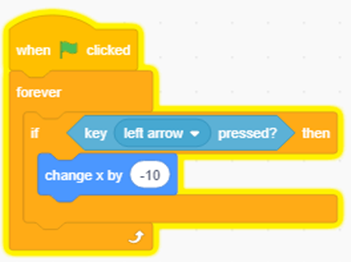 when clicked
forever
if key left arrow pressed? then
change x by -10